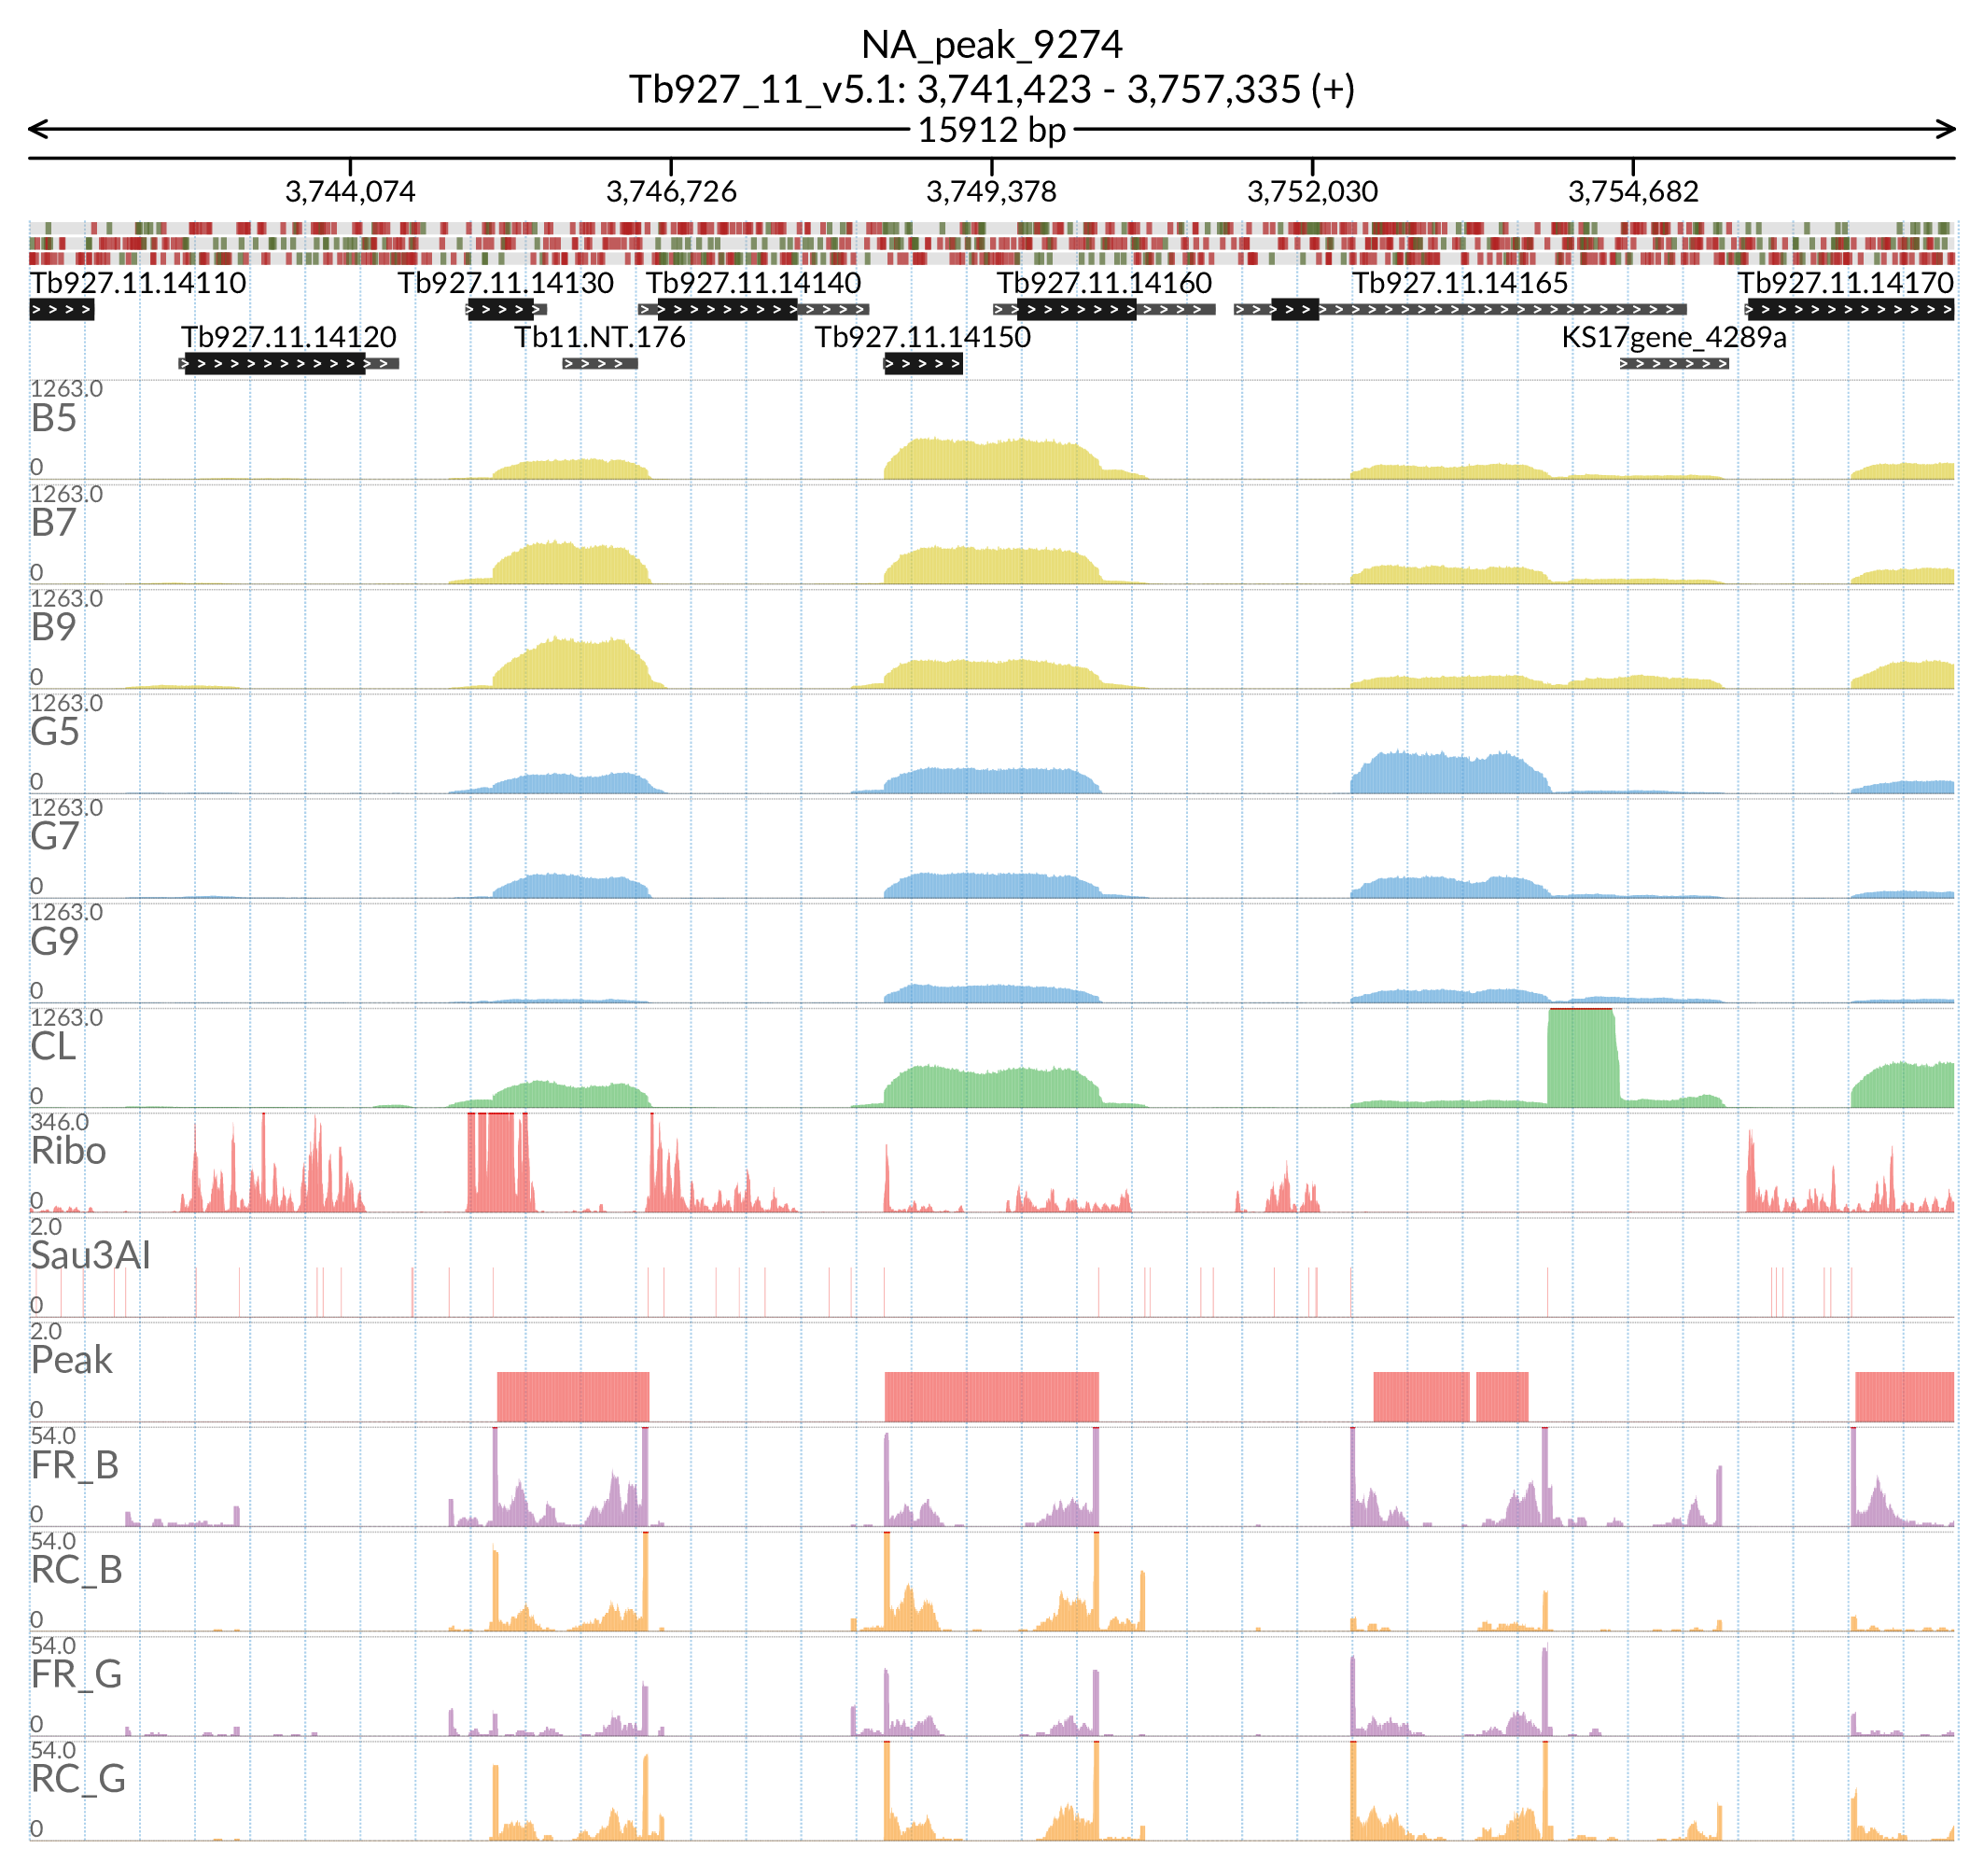 NA_peak_9274
Tb927_11_v5.1: 3,741,423 - 3,757,335 (+)
15912 bp
3,744,074 3,746,726 3,749,378 3,752,030 3,754,682
Tb927.11.14110 Tb927.11.14130 Tb927.11.14140 Tb927.11.14160 Tb927.11.14165 Tb927.11.14170
Tb927.11.14120 Tb11.NT.176 Tb927.11.14150 KS17gene_4289a
1263.0
B5
0
1263.0
B7
0
1263.0
B9
0
1263.0
G5
0
1263.0
G7
0
1263.0
G9
0
1263.0
CL
0
346.0
Ribo
0
2.0
Sau3AI
0
2.0
Peak
0
54.0
FR_B
0
54.0
RC_B
0
54.0
FR_G
0
54.0
RC_G
0